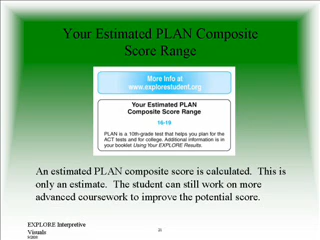 Your Estimated PLAN Composite
Score Range
More Info at
www.explorestudent.org
Your Estimated PLAN
Composite Score Range
16-19
PLAN is a 10th-grade test that helps you plan for the
ACT tests and for college. Additional information is in
your booklet Using Your EXPLORE Results.
An estimated PLAN composite score is calculated. This is
only an estimate. The student can still work on more
advanced coursework to improve the potential score.
EXPLORE Interpretive
Visuals